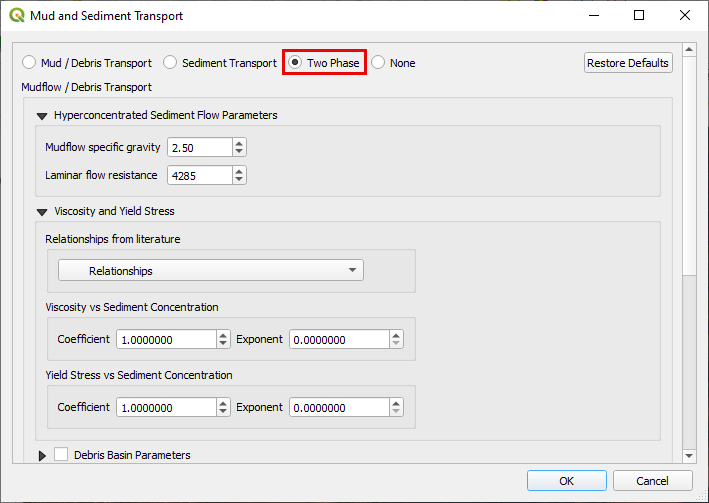 Mud and Sediment Transport
Mud / Debris Transport Sediment Transport Two Phase None Restore Defaults
Mudflow / Debris Transport
Hyperconcentrated Sediment Flow Parameters
Mudflow specific gravity 2.50
Laminar flow resistance 4285
Viscosity and Yield Stress
Relationships from literature
Relationships
Viscosity vs Sediment Concentration
Coefficient 1.0000000 Exponent 0.0000000
Yield Stress vs Sediment Concentration
Coefficient 1.0000000 Exponent 0.0000000
Debris Basin Parameters
OK Cancel